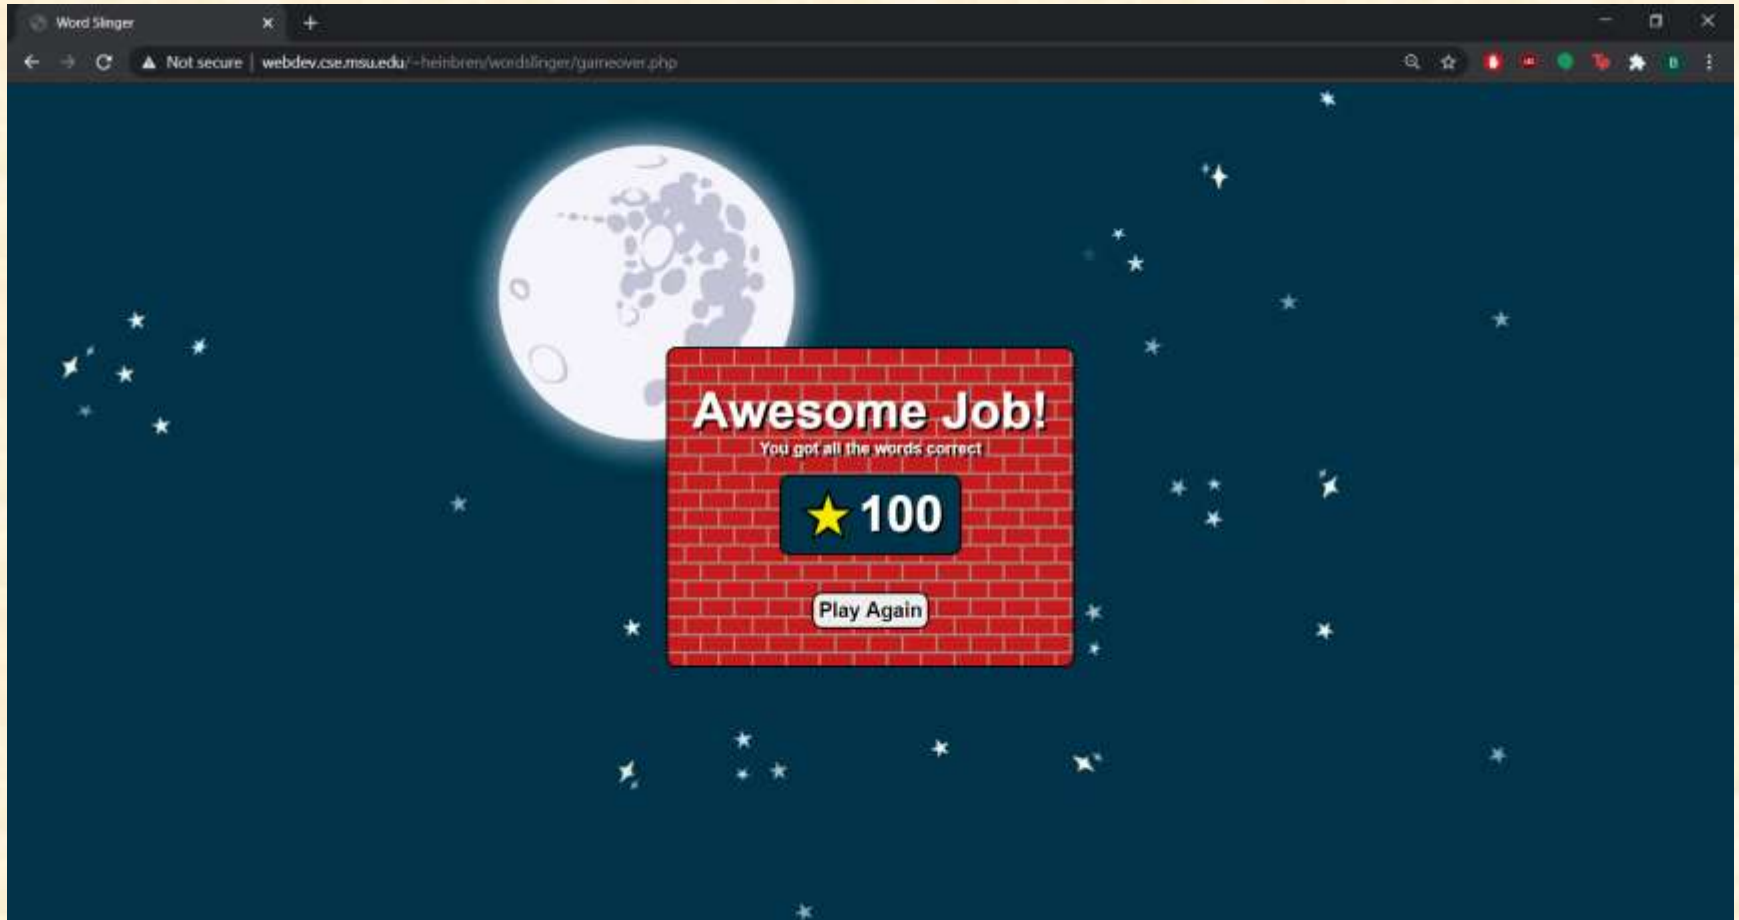 Word Slinger
Not secure | webdev.cse.msu.edu/~heinbren/wordslinger/gameover.php
Awesome Job!
You got all the words correct
100
Play Again